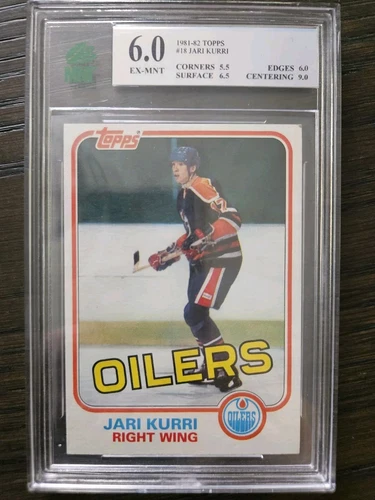 6.0
EX-MNT
1981-82 TOPPS
#18 JARI KURRI
CORNERS 5.5 EDGES 6.0
SURFACE 6.5 CENTERING 9.0
Topps
OILERS
JARI KURRI
RIGHT WING
OILERS